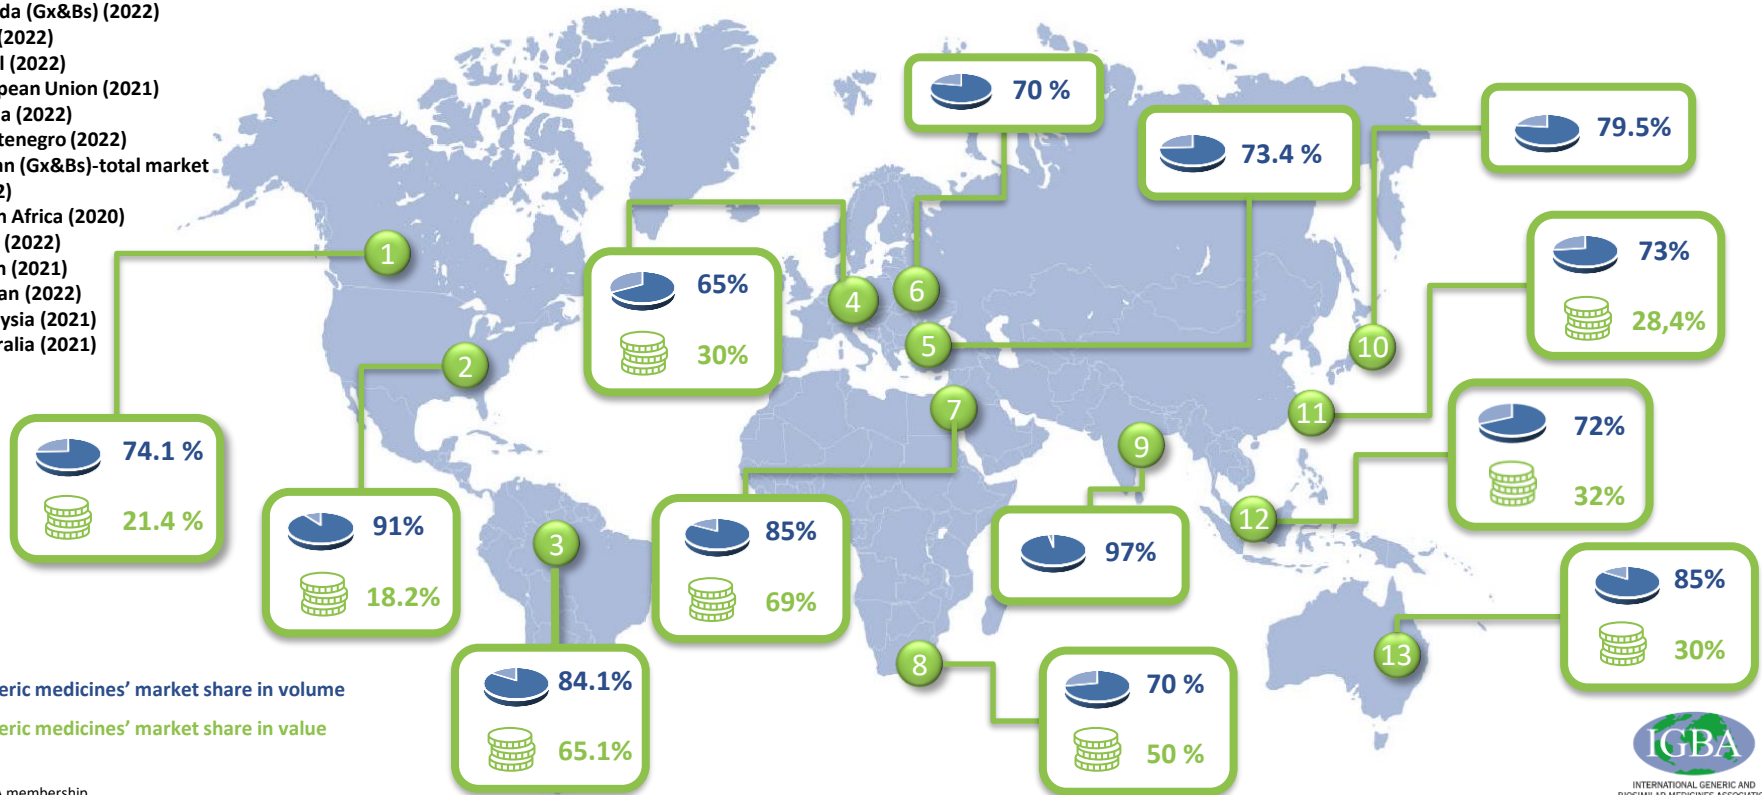 da (Gx&Bs) (2022)
(2022)
l (2022)
pean Union (2021)
a (2022)
tenegro (2022)
n (Gx&Bs)-total market
2)
n Africa (2020)
(2022)
n (2021)
an (2022)
ysia (2021)
ralia (2021)
70 %
73.4 %
79.5%
1
65%
30%
4
6
5
10
73%
28,4%
2
7
9
11
74.1 %
21.4 %
72%
32%
91%
18.2%
3
85%
69%
97%
12
85%
30%
84.1%
65.1%
8
70 %
50 %
13
eric medicines’ market share in volume
eric medicines’ market share in value
membership
IGBA
INTERNATIONAL GENERIC AND
BIOSIMILAR MEDICINES ASSOCIATI